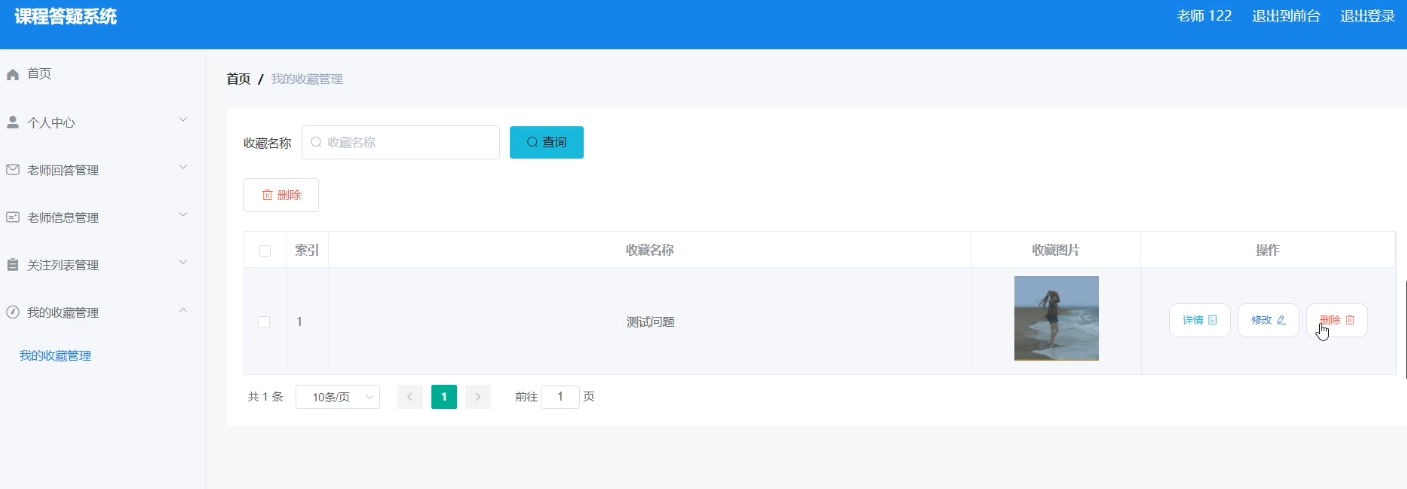 课程答疑系统
老师 122 退出到前台 退出登录
首页
个人中心
老师回答管理
老师信息管理
关注列表管理
我的收藏管理
我的收藏管理
首页 / 我的收藏管理
收藏名称 收藏名称 查询
删除
索引 收藏名称 收藏图片 操作
1 测试问题 详情 修改 删除
共 1 条 10条/页 1 前往 1 页